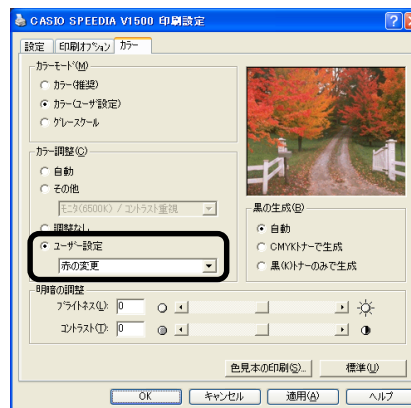 CASIO SPEEDIA V1500 印刷設定
設定 印刷ｵﾌﾟｼｮﾝ ｶﾗｰ
ｶﾗｰﾓｰﾄﾞ(M)
ｶﾗｰ(推奨)
ｶﾗｰ(ﾕｰｻﾞ設定)
ｸﾞﾚｰｽｹｰﾙ
ｶﾗｰ調整(C)
自動
その他
ﾓﾆﾀ(6500K) / ｺﾝﾄﾗｽﾄ重視
調整なし
ﾕｰｻﾞｰ設定
赤の変更
黒の生成(B)
自動
CMYKﾄﾅｰで生成
黒(K)ﾄﾅｰのみで生成
明暗の調整
ﾌﾞﾗｲﾄﾈｽ(L): 0
ｺﾝﾄﾗｽﾄ(T): 0
色見本の印刷(S)... 標準(U)
OK ｷｬﾝｾﾙ 適用(A) ﾍﾙﾌﾟ